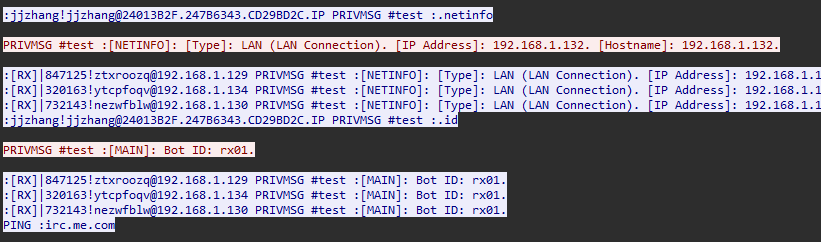 :jjzhang!jjzhang@24013B2F.247B6343.CD29BD2C.IP PRIVMSG #test :.netinfo
PRIVMSG #test :[NETINFO]: [Type]: LAN (LAN Connection). [IP Address]: 192.168.1.132. [Hostname]: 192.168.1.132.
:[RX]|847125!ztxroozq@192.168.1.129 PRIVMSG #test :[NETINFO]: [Type]: LAN (LAN Connection). [IP Address]: 192.168.1.1
:[RX]|320163!ytcpfoqv@192.168.1.134 PRIVMSG #test :[NETINFO]: [Type]: LAN (LAN Connection). [IP Address]: 192.168.1.1
:[RX]|732143!nezwfblw@192.168.1.130 PRIVMSG #test :[NETINFO]: [Type]: LAN (LAN Connection). [IP Address]: 192.168.1.1
:jjzhang!jjzhang@24013B2F.247B6343.CD29BD2C.IP PRIVMSG #test :.id
PRIVMSG #test :[MAIN]: Bot ID: rx01.
:[RX]|847125!ztxroozq@192.168.1.129 PRIVMSG #test :[MAIN]: Bot ID: rx01.
:[RX]|320163!ytcpfoqv@192.168.1.134 PRIVMSG #test :[MAIN]: Bot ID: rx01.
:[RX]|732143!nezwfblw@192.168.1.130 PRIVMSG #test :[MAIN]: Bot ID: rx01.
PING :irc.me.com